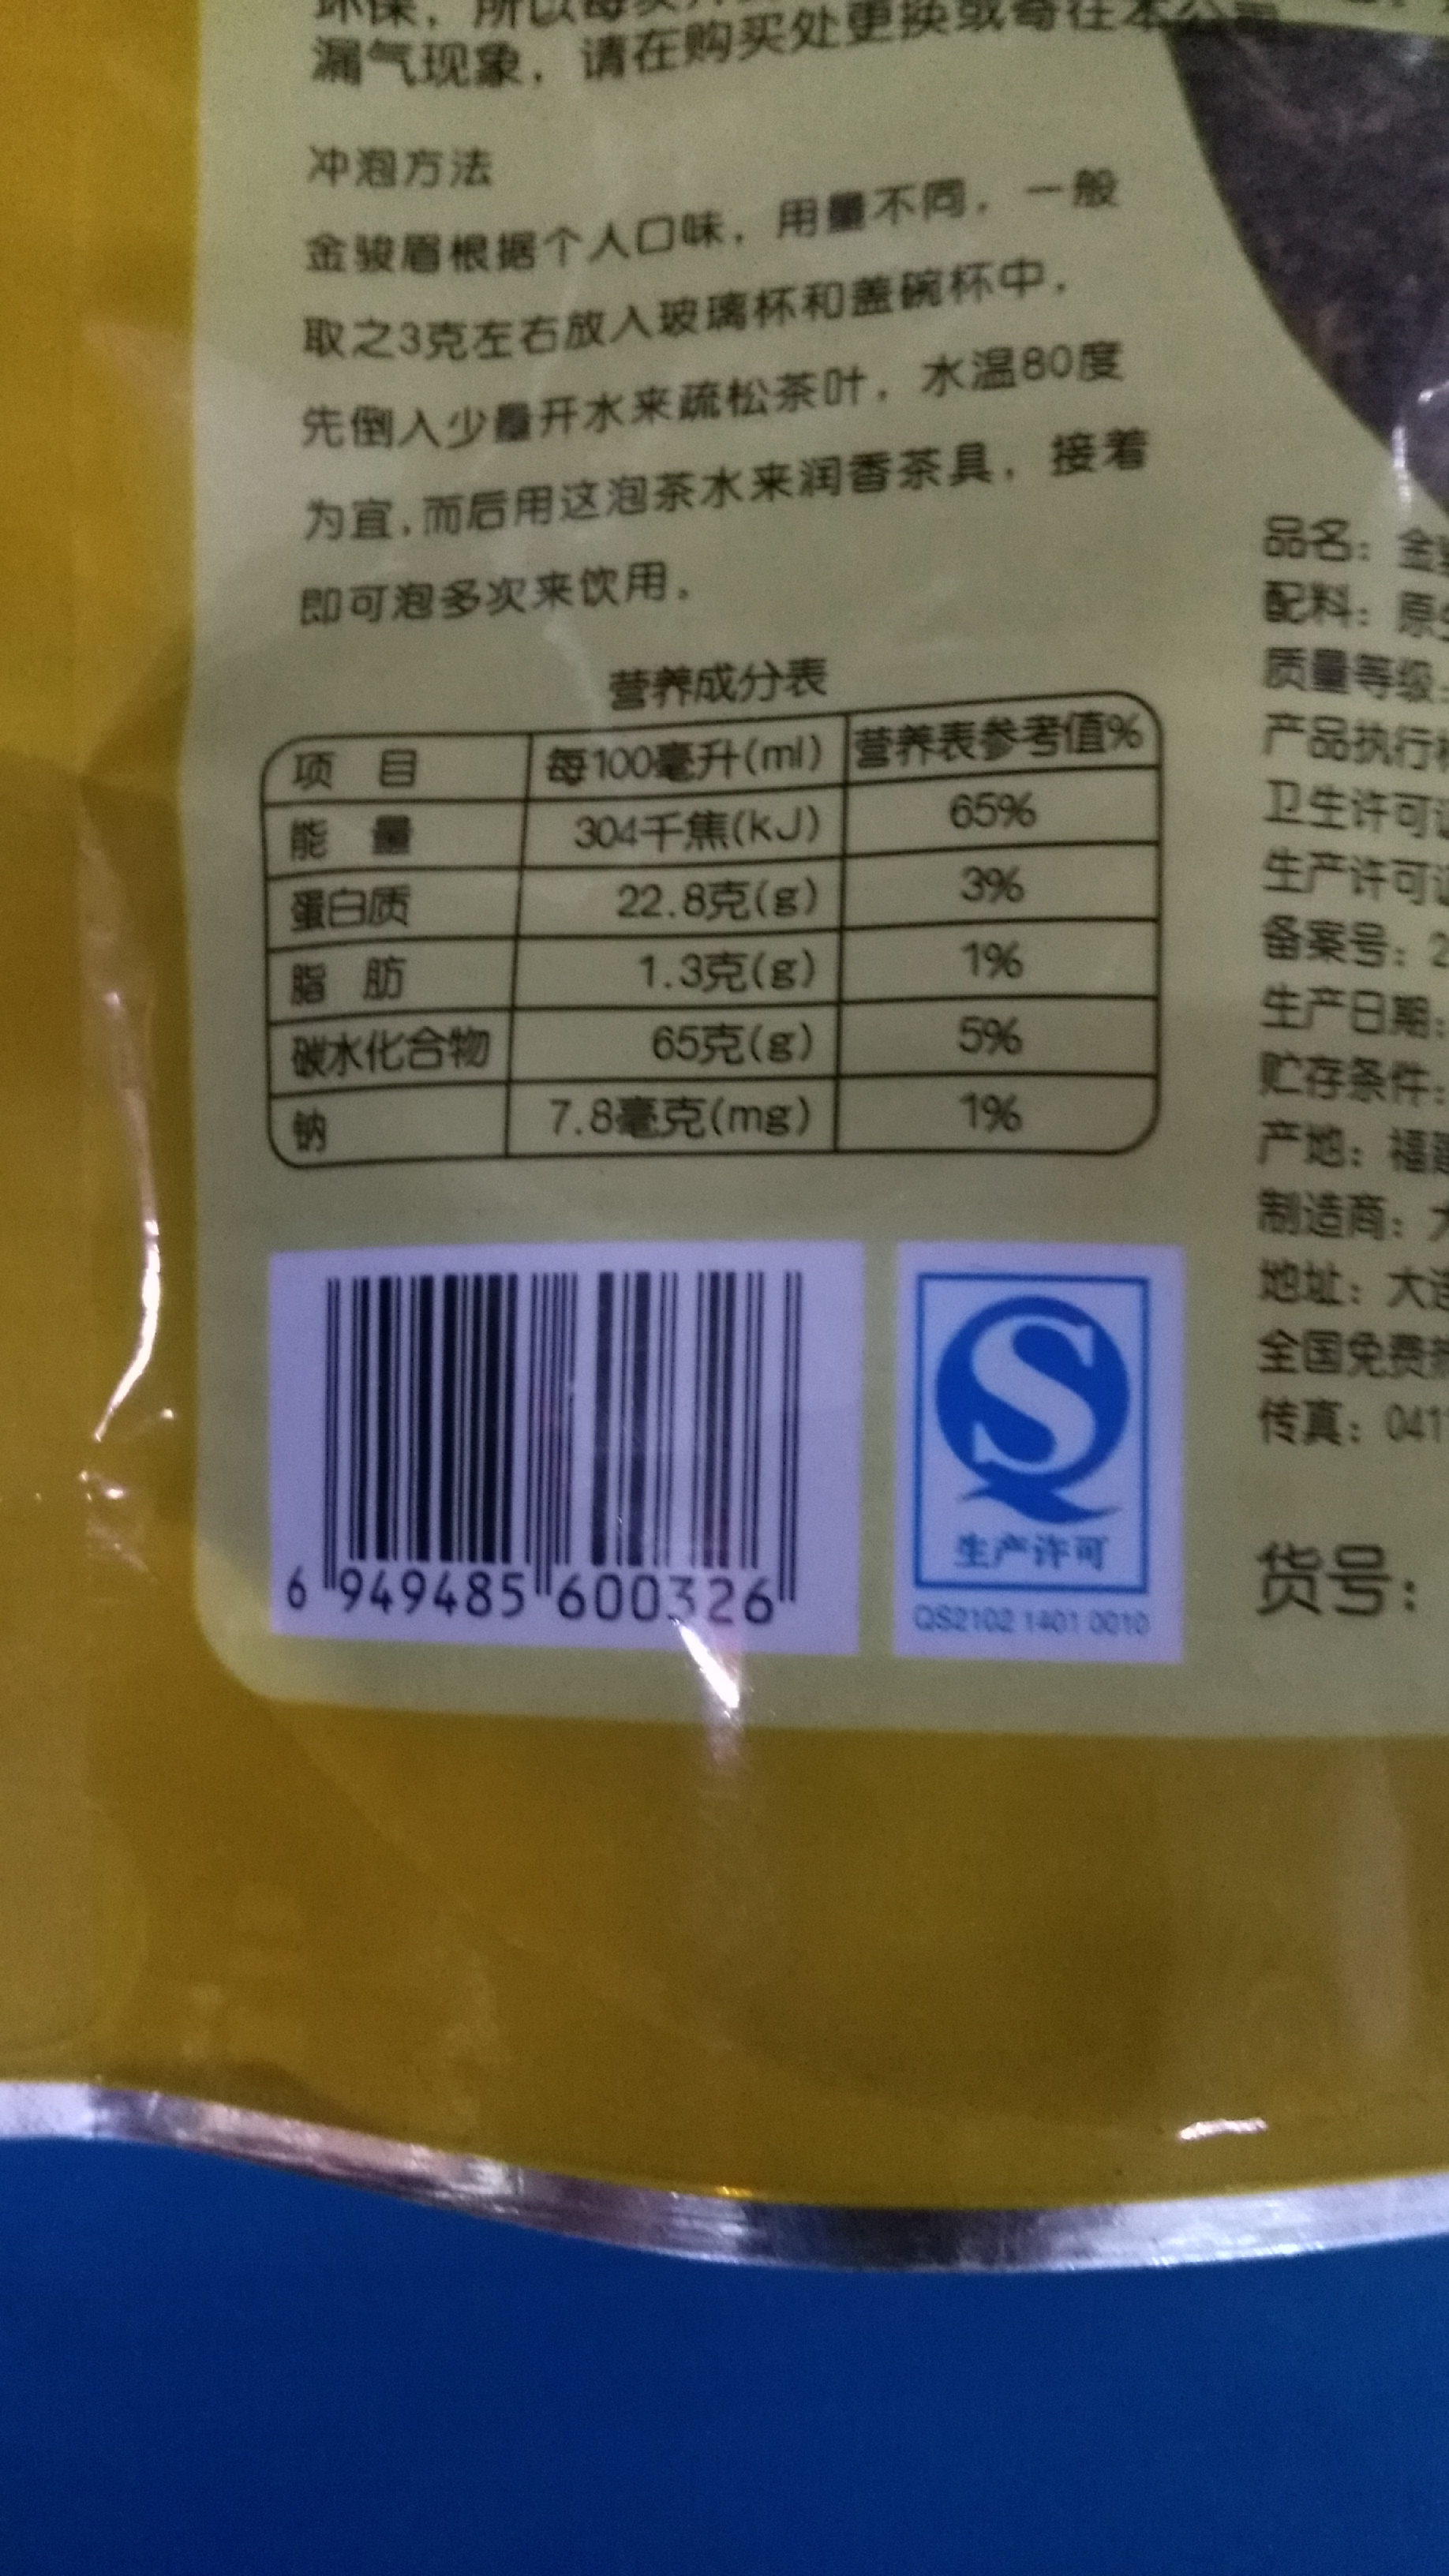 环保，所以每
漏气现象，请在购买处更换或寄往本公司
冲泡方法
金骏眉根据个人口味，用量不同，一般
取之3克左右放入玻璃杯和盖碗杯中，
先倒入少量开水来疏松茶叶，水温80度
为宜，而后用这泡茶水来润香茶具，接着
即可泡多次来饮用。
营养成分表
项 目 每100毫升(ml) 营养表参考值%
能 量 304千焦(kJ) 65%
蛋白质 22.8克(g) 3%
脂 肪 1.3克(g) 1%
碳水化合物 65克(g) 5%
钠 7.8毫克(mg) 1%
6 949485 600326
S
生产许可
QS2102 1401 0010
品名：金
配料：原
质量等级：
产品执行
卫生许可
生产许可
备案号：2
生产日期：
贮存条件：
产地：福
制造商：大
地址：大连
全国免费
传真：041
货号：